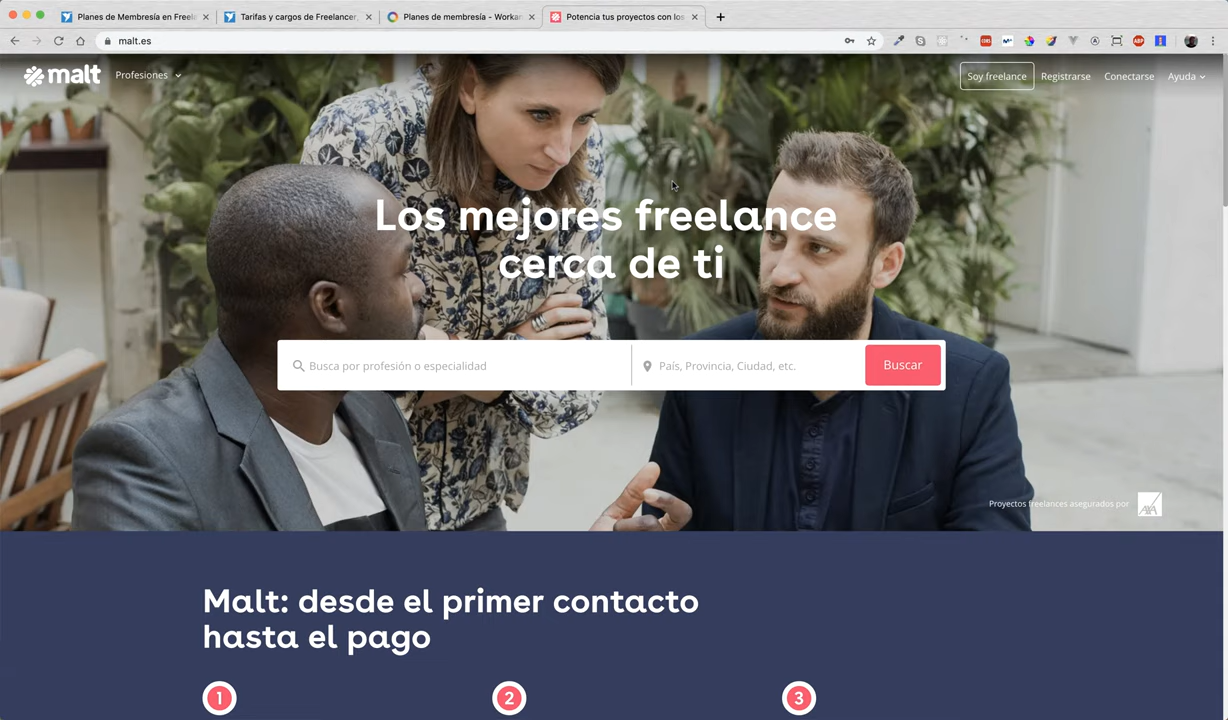 Planes de Membresía en Freel
Tarifas y cargos de Freelancer,
Planes de membresía - Workan
Potencia tus proyectos con los
malt.es
malt
Profesiones
Soy freelance
Registrarse
Conectarse
Ayuda
Los mejores freelance
cerca de ti
Busca por profesión o especialidad
País, Provincia, Ciudad, etc.
Buscar
Proyectos freelances asegurados por
AXA
Malt: desde el primer contacto
hasta el pago
1
2
3